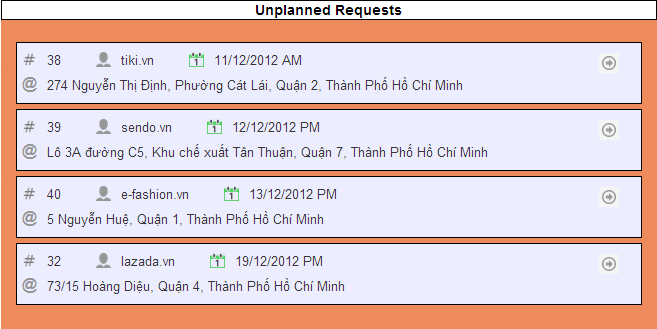 Unplanned Requests
# 38 tiki.vn 1 11/12/2012 AM
@ 274 Nguyễn Thị Định, Phường Cát Lái, Quận 2, Thành Phố Hồ Chí Minh
# 39 sendo.vn 1 12/12/2012 PM
@ Lô 3A đường C5, Khu chế xuất Tân Thuận, Quận 7, Thành Phố Hồ Chí Minh
# 40 e-fashion.vn 1 13/12/2012 PM
@ 5 Nguyễn Huệ, Quận 1, Thành Phố Hồ Chí Minh
# 32 lazada.vn 1 19/12/2012 PM
@ 73/15 Hoàng Diệu, Quận 4, Thành Phố Hồ Chí Minh